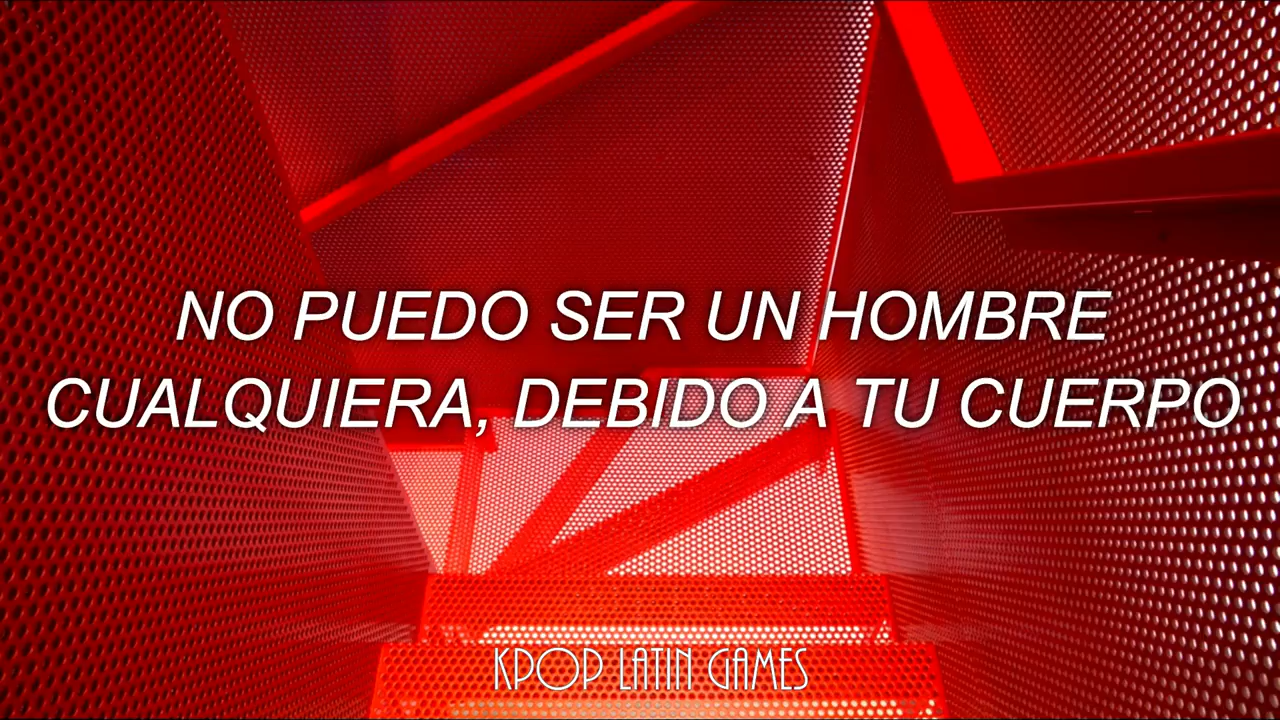 NO PUEDO SER UN HOMBRE
CUALQUIERA, DEBIDO A TU CUERPO
KPOP LATIN GAMES